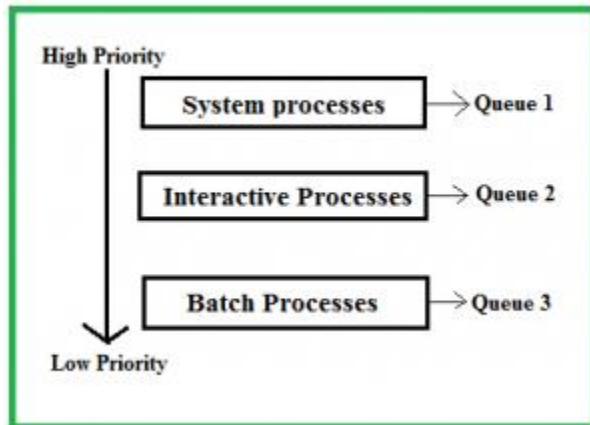 High Priority
System processes
Queue 1
Interactive Processes
Queue 2
Batch Processes
Queue 3
Low Priority